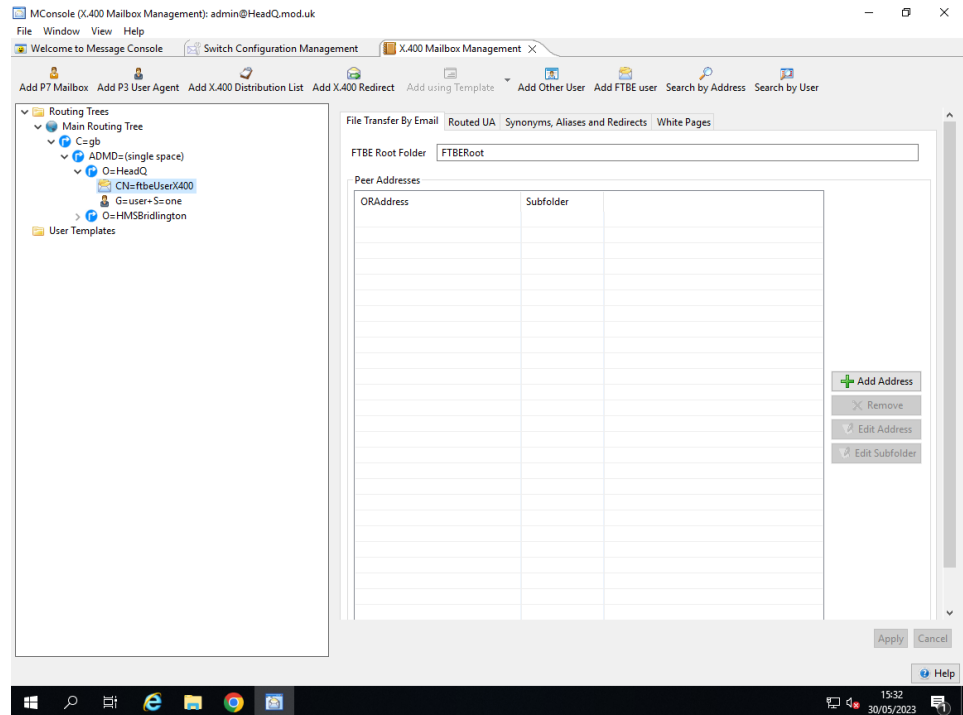 MConsole (X.400 Mailbox Management): admin@HeadQ.mod.uk
File Window View Help
Welcome to Message Console Switch Configuration Management X.400 Mailbox Management
Add P7 Mailbox Add P3 User Agent Add X.400 Distribution List Add X.400 Redirect Add using Template Add Other User Add FTBE user Search by Address Search by User
Routing Trees
Main Routing Tree
C=gb
ADMD=(single space)
O=HeadQ
CN=ftbeUserX400
G=user+S=one
O=HMSBridlington
User Templates
File Transfer By Email Routed UA Synonyms, Aliases and Redirects White Pages
FTBE Root Folder FTBERoot
Peer Addresses
ORAddress Subfolder
Add Address
Remove
Edit Address
Edit Subfolder
Apply Cancel
Help
15:32
30/05/2023
1